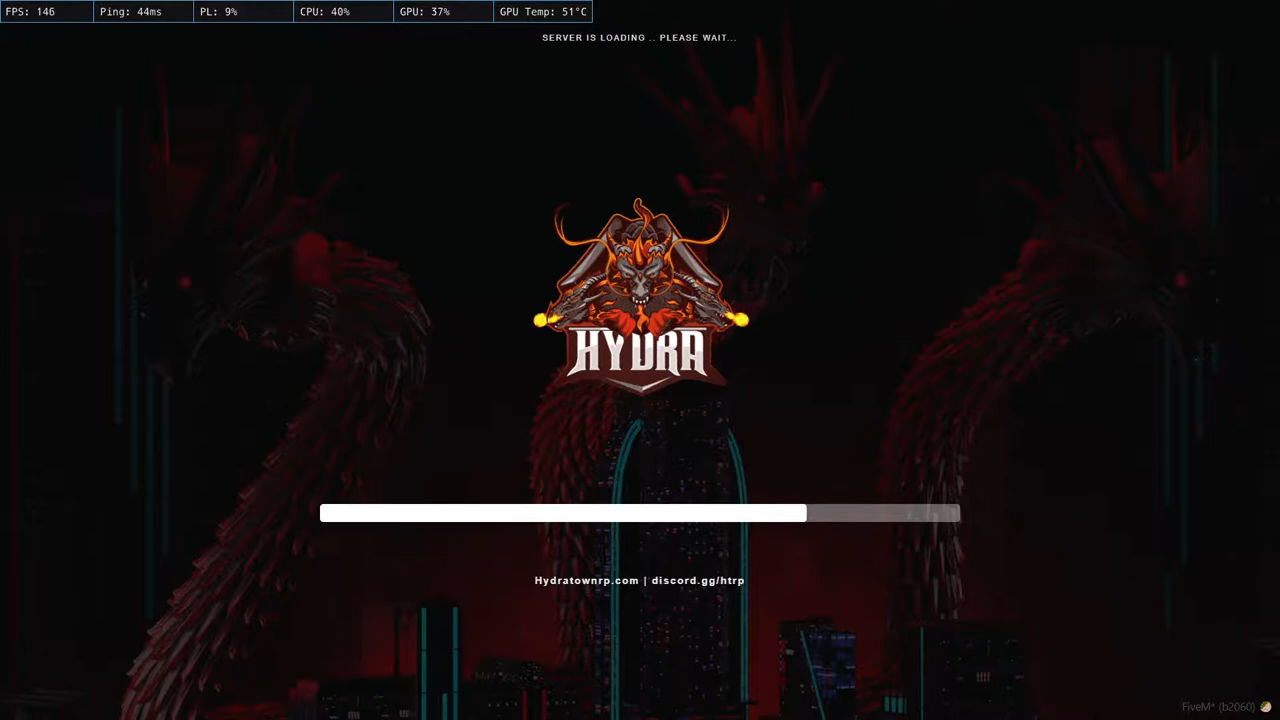 FPS: 146 Ping: 44ms PL: 9% CPU: 40% GPU: 37% GPU Temp: 51°C
SERVER IS LOADING .. PLEASE WAIT...
HYDRA
Hydratownrp.com | discord.gg/htrp
FiveM* (b2060)